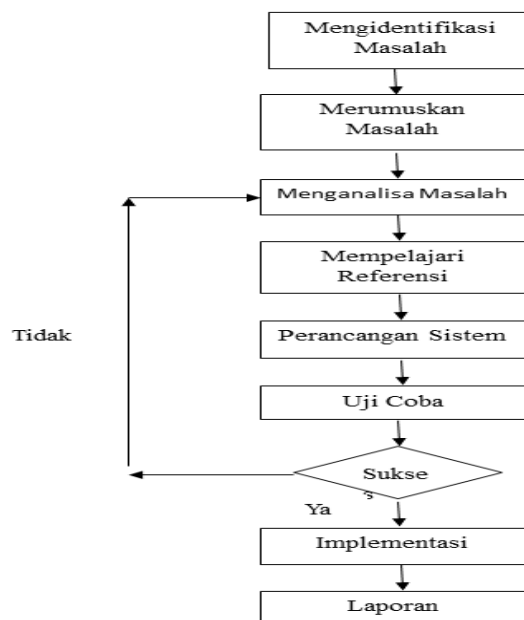 Mengidentifikasi
Masalah
Merumuskan
Masalah
Menganalisa Masalah
Mempelajari
Referensi
Tidak
Perancangan Sistem
Uji Coba
Sukse
s
Ya
Implementasi
Laporan